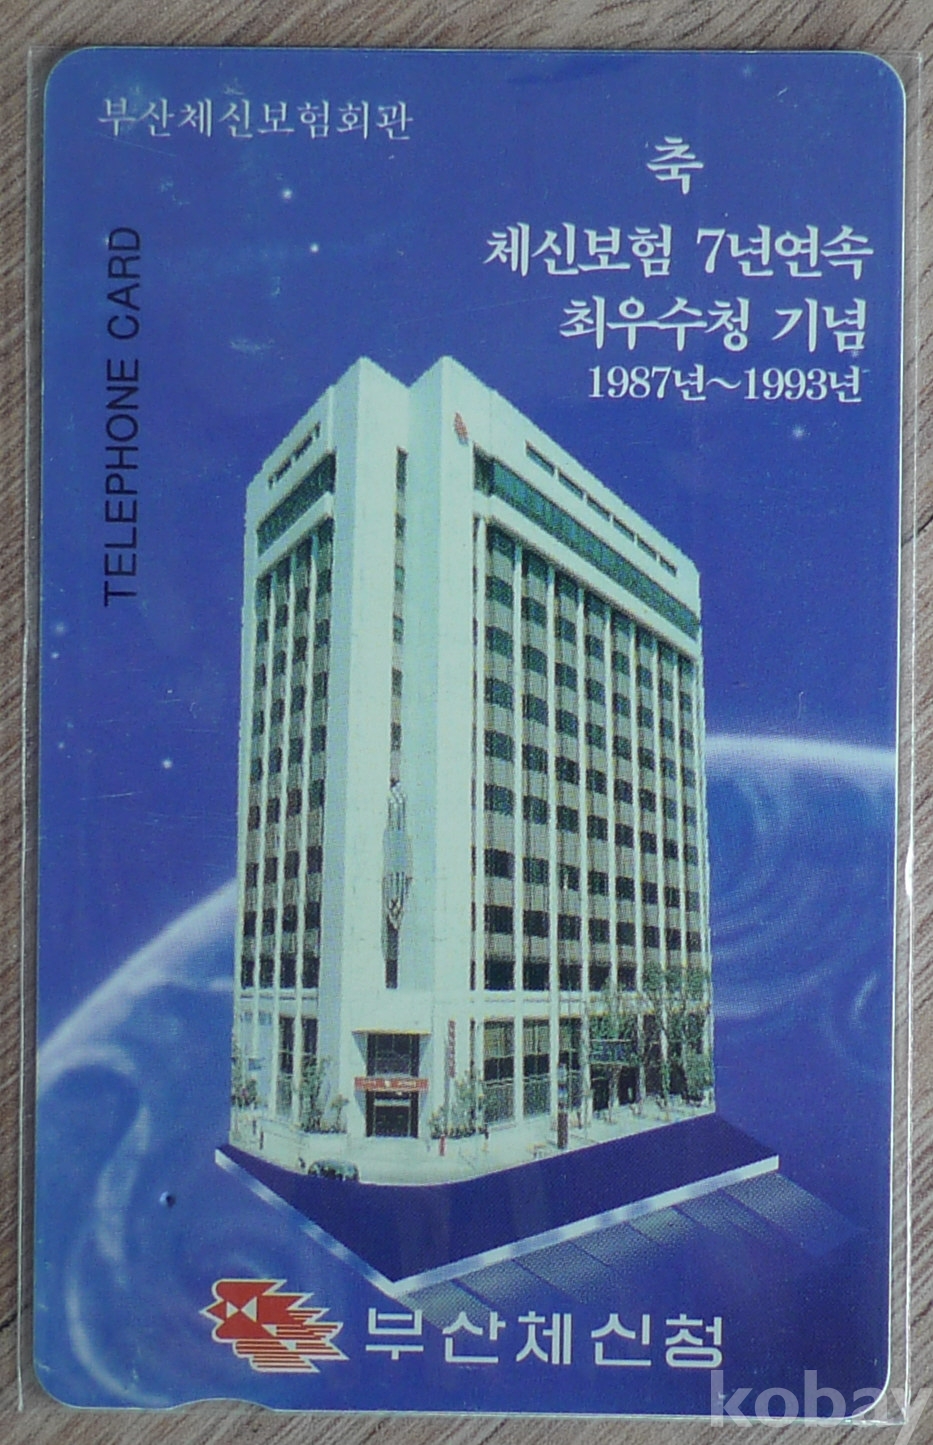 부산체신보험회관
축
체신보험 7년연속
최우수청 기념
1987년~1993년
TELEPHONE CARD
부산체신청
kobay